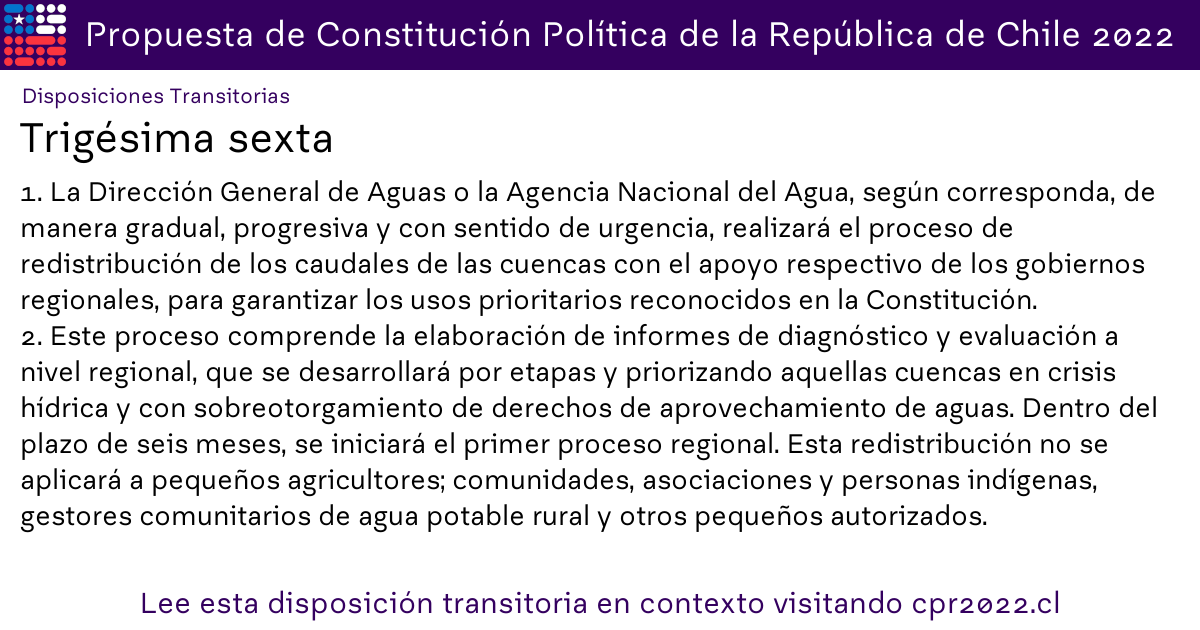 Propuesta de Constitución Política de la República de Chile 2022
Disposiciones Transitorias
Trigésima sexta
1. La Dirección General de Aguas o la Agencia Nacional del Agua, según corresponda, de
manera gradual, progresiva y con sentido de urgencia, realizará el proceso de
redistribución de los caudales de las cuencas con el apoyo respectivo de los gobiernos
regionales, para garantizar los usos prioritarios reconocidos en la Constitución.
2. Este proceso comprende la elaboración de informes de diagnóstico y evaluación a
nivel regional, que se desarrollará por etapas y priorizando aquellas cuencas en crisis
hídrica y con sobreotorgamiento de derechos de aprovechamiento de aguas. Dentro del
plazo de seis meses, se iniciará el primer proceso regional. Esta redistribución no se
aplicará a pequeños agricultores; comunidades, asociaciones y personas indígenas,
gestores comunitarios de agua potable rural y otros pequeños autorizados.
Lee esta disposición transitoria en contexto visitando cpr2022.cl